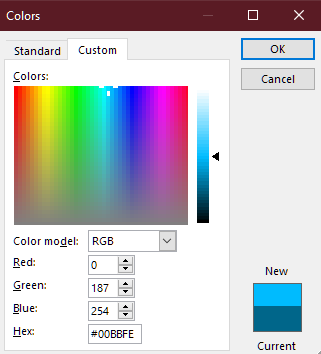 Colors
Standard
Custom
OK
Cancel
Colors:
Color model: RGB
Red: 0
Green: 187
Blue: 254
Hex: #00BBFE
New
Current